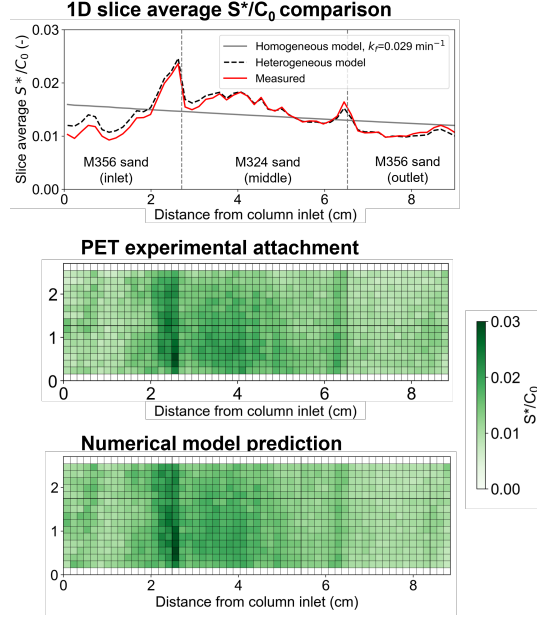 1D slice average S*/C₀ comparison
Slice average S*/C₀ (-)
0.03
0.02
0.01
0.00
Homogeneous model, k_f=0.029 min⁻¹
Heterogeneous model
Measured
M356 sand
(inlet)
M324 sand
(middle)
M356 sand
(outlet)
0 2 4 6 8
Distance from column inlet (cm)
PET experimental attachment
2
1
0
0 2 4 6 8
Distance from column inlet (cm)
0.03
0.02
0.01
0.00
S*/C₀
Numerical model prediction
2
1
0
0 2 4 6 8
Distance from column inlet (cm)